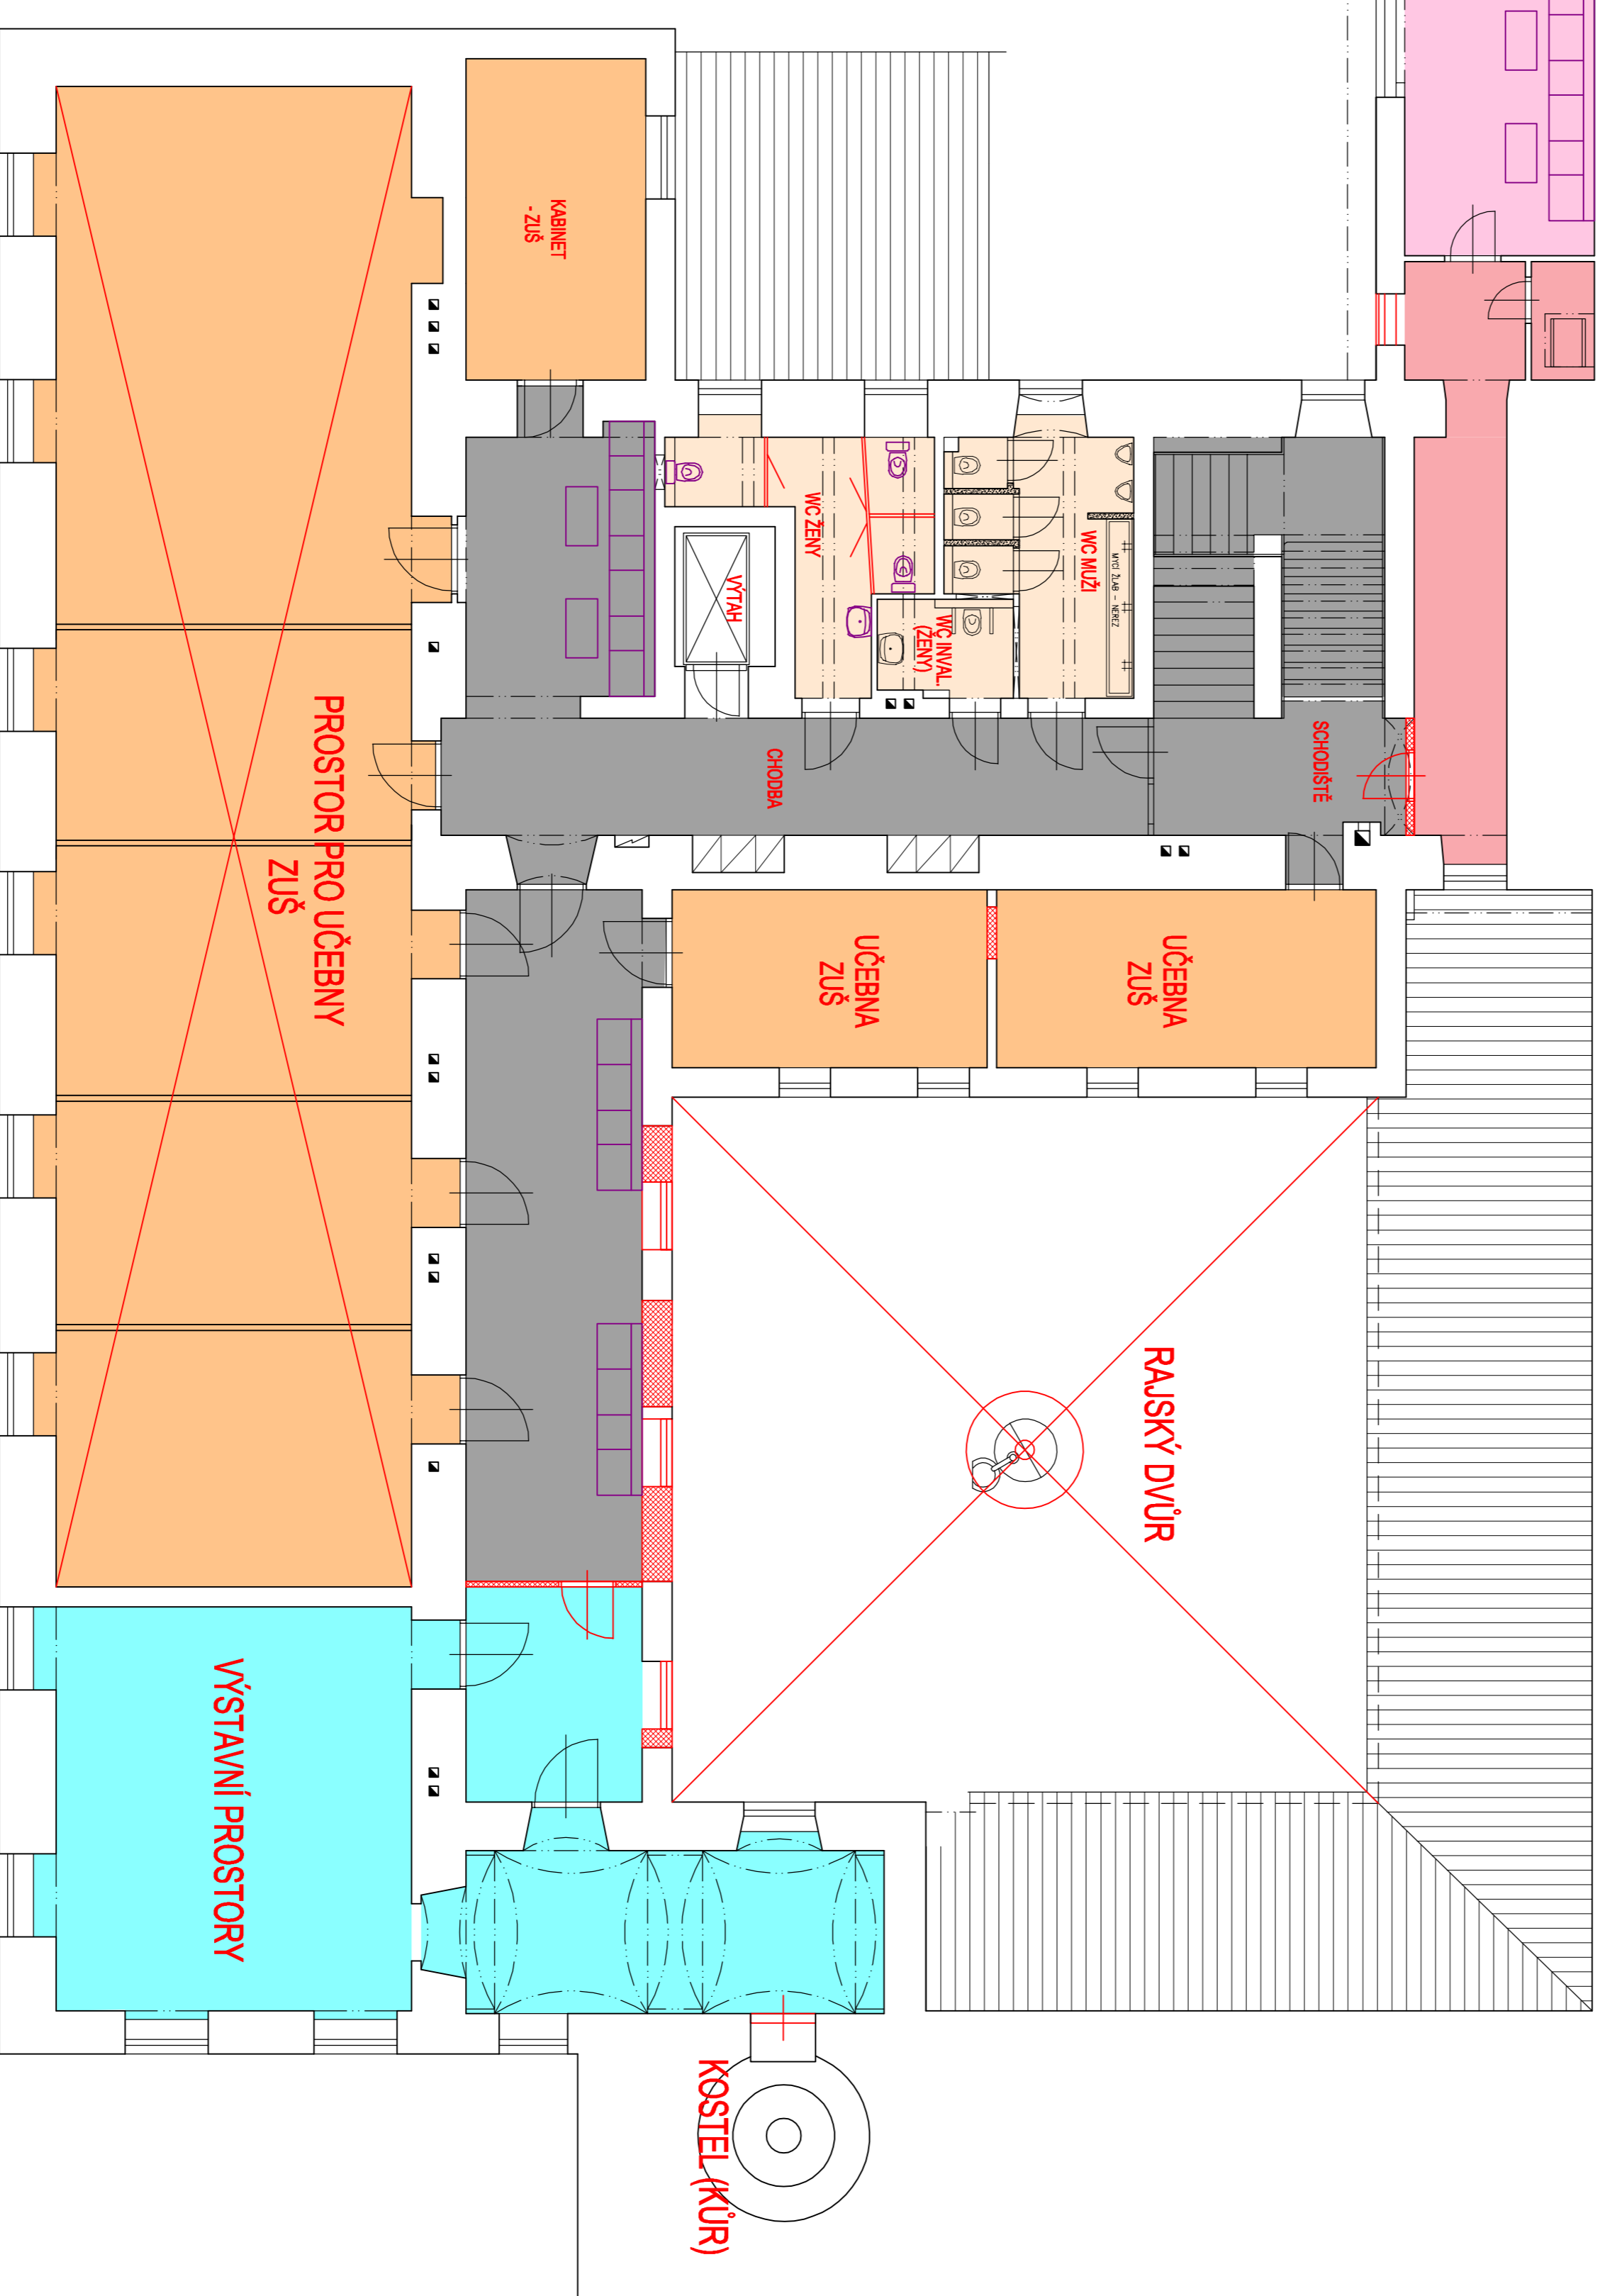 KABINET
- ZUŠ
WC ŽENY
WC MUŽI
MYCÍ ŽLAB - NEREZ
VÝTAH
WC INVAL.
(ŽENY)
PROSTOR PRO UČEBNY
ZUŠ
CHODBA
SCHODIŠTĚ
UČEBNA
ZUŠ
UČEBNA
ZUŠ
RAJSKÝ DVŮR
VÝSTAVNÍ PROSTORY
KOSTEL (KŮR)